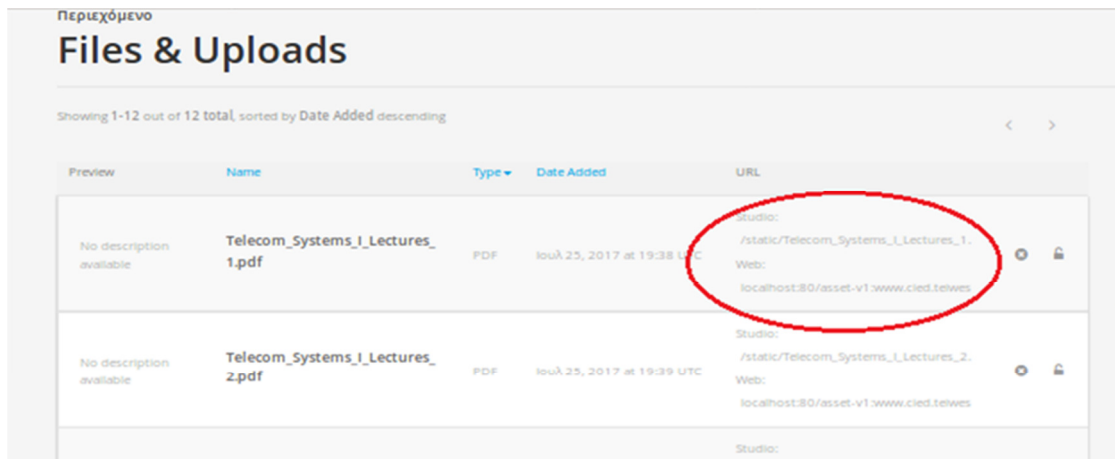 Περιεχόμενο
Files & Uploads
Showing 1-12 out of 12 total, sorted by Date Added descending
Preview Name Type Date Added URL
No description available
Telecom_Systems_I_Lectures_
1.pdf
PDF
Ιουλ 25, 2017 at 19:38 UTC
Studio:
/static/Telecom_Systems_I_Lectures_1.
Web:
localhost:80/asset-v1:www.cied.teiwes
No description available
Telecom_Systems_I_Lectures_
2.pdf
PDF
Ιουλ 25, 2017 at 19:39 UTC
Studio:
/static/Telecom_Systems_I_Lectures_2.
Web:
localhost:80/asset-v1:www.cied.teiwes
Studio: